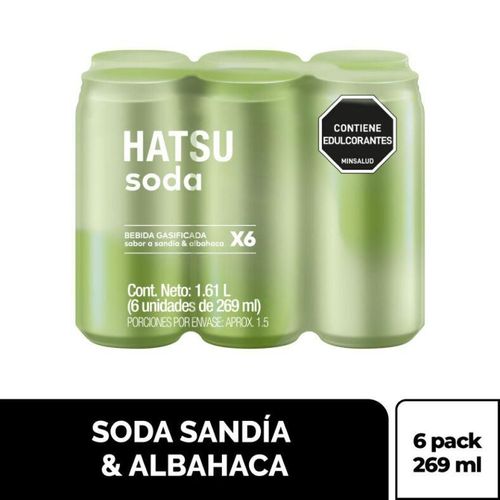 HATSU
soda
BEBIDA GASIFICADA
sabor a sandía & albahaca
X6
Cont. Neto: 1.61 L
(6 unidades de 269 ml)
PORCIONES POR ENVASE: APROX. 1.5
CONTIENE
EDULCORANTES
MINSALUD
SODA SANDÍA
& ALBAHACA
6 pack
269 ml